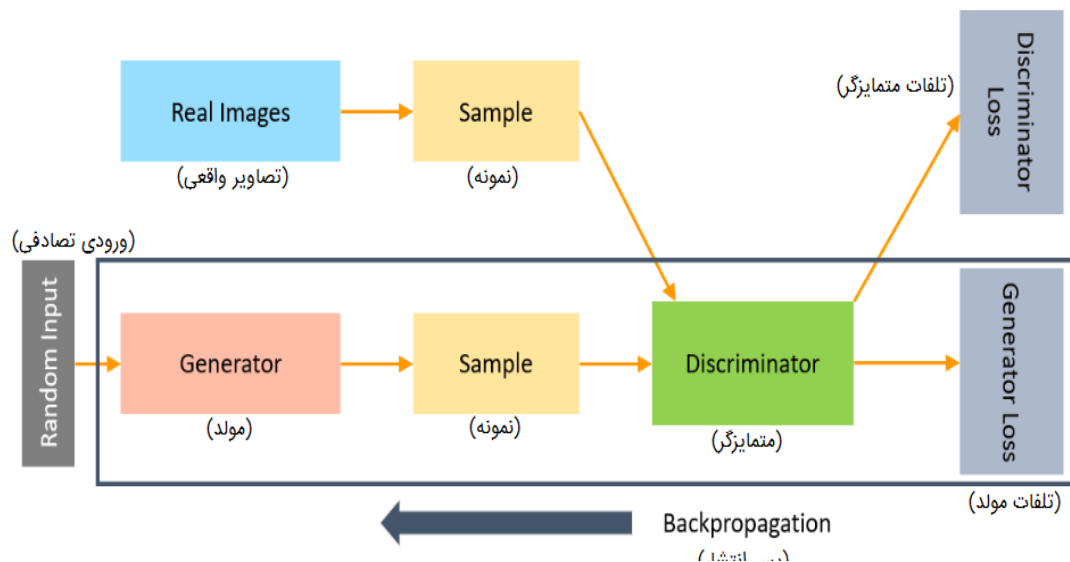 Real Images
(تصاویر واقعی)
Sample
(نمونه)
(تلفات متمایزگر)
Discriminator
Loss
(ورودی تصادفی)
Random Input
Generator
(مولد)
Sample
(نمونه)
Discriminator
(متمایزگر)
Generator Loss
(تلفات مولد)
Backpropagation